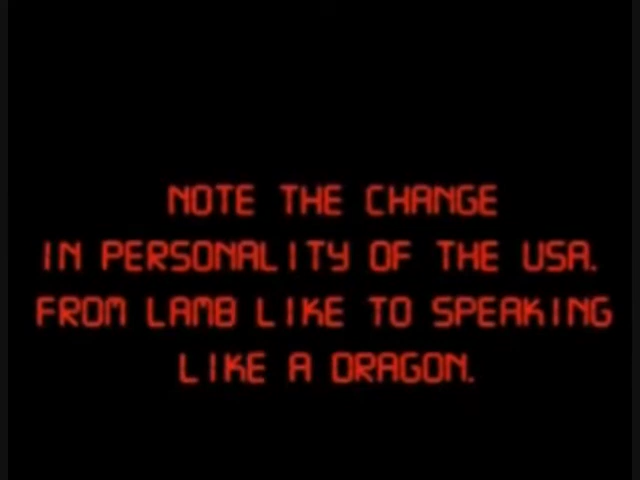 NOTE THE CHANGE
IN PERSONALITY OF THE USA.
FROM LAMB LIKE TO SPEAKING
LIKE A DRAGON.